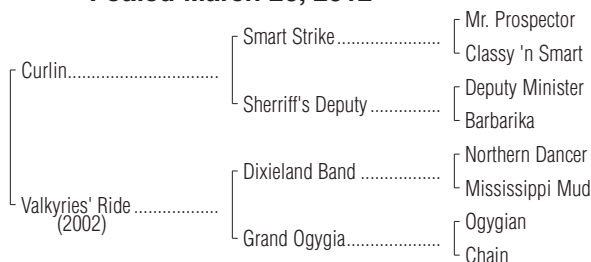 Foaled March 2012
Mr. Prospector
Smart Strike
Classy 'n Smart
Curlin
Deputy Minister
Sherriff's Deputy
Barbarika
Northern Dancer
Dixieland Band
Mississippi Mud
Valkyries' Ride
(2002)
Ogygian
Grand Ogygia
Chain